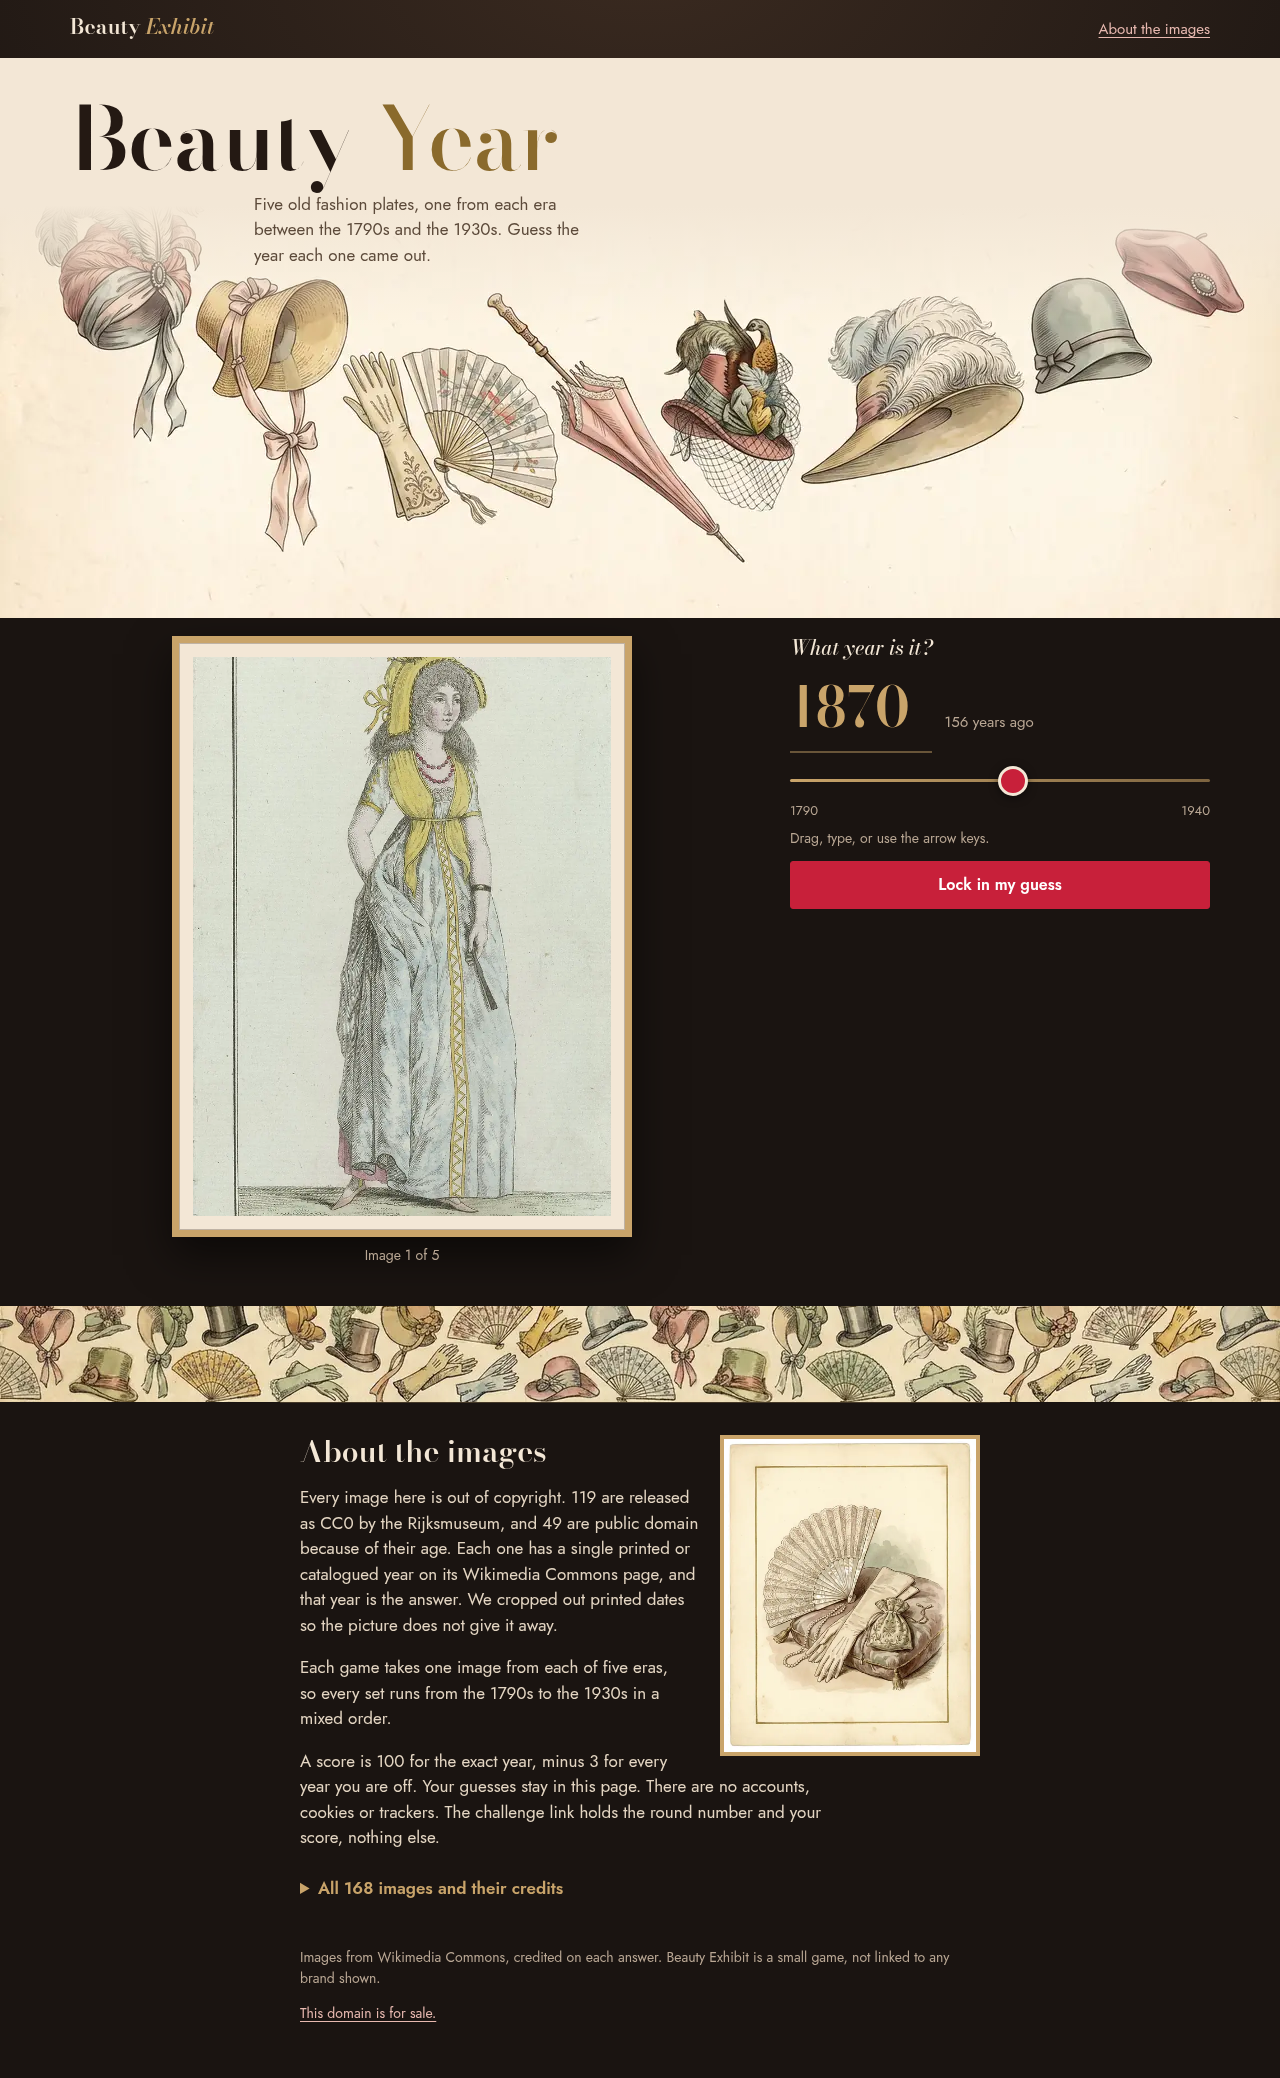 Beauty Exhibit
About the images
Beauty Year
Five old fashion plates, one from each era
between the 1790s and the 1930s. Guess the
year each one came out.
What year is it?
1870
156 years ago
1790
1940
Drag, type, or use the arrow keys.
Lock in my guess
Image 1 of 5
About the images
Every image here is out of copyright. 119 are released
as CC0 by the Rijksmuseum, and 49 are public domain
because of their age. Each one has a single printed or
catalogued year on its Wikimedia Commons page, and
that year is the answer. We cropped out printed dates
so the picture does not give it away.
Each game takes one image from each of five eras,
so every set runs from the 1790s to the 1930s in a
mixed order.
A score is 100 for the exact year, minus 3 for every
year you are off. Your guesses stay in this page. There are no accounts,
cookies or trackers. The challenge link holds the round number and your
score, nothing else.
All 168 images and their credits
Images from Wikimedia Commons, credited on each answer. Beauty Exhibit is a small game, not linked to any
brand shown.
This domain is for sale.